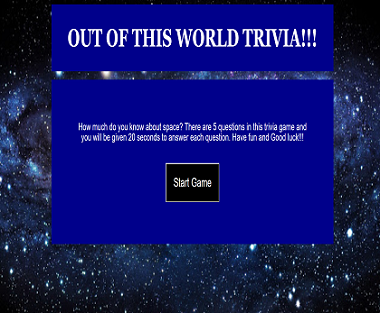 OUT OF THIS WORLD TRIVIA!!!
How much do you know about space? There are 5 questions in this trivia game and
you will be given 20 seconds to answer each question. Have fun and Good luck!!!
Start Game